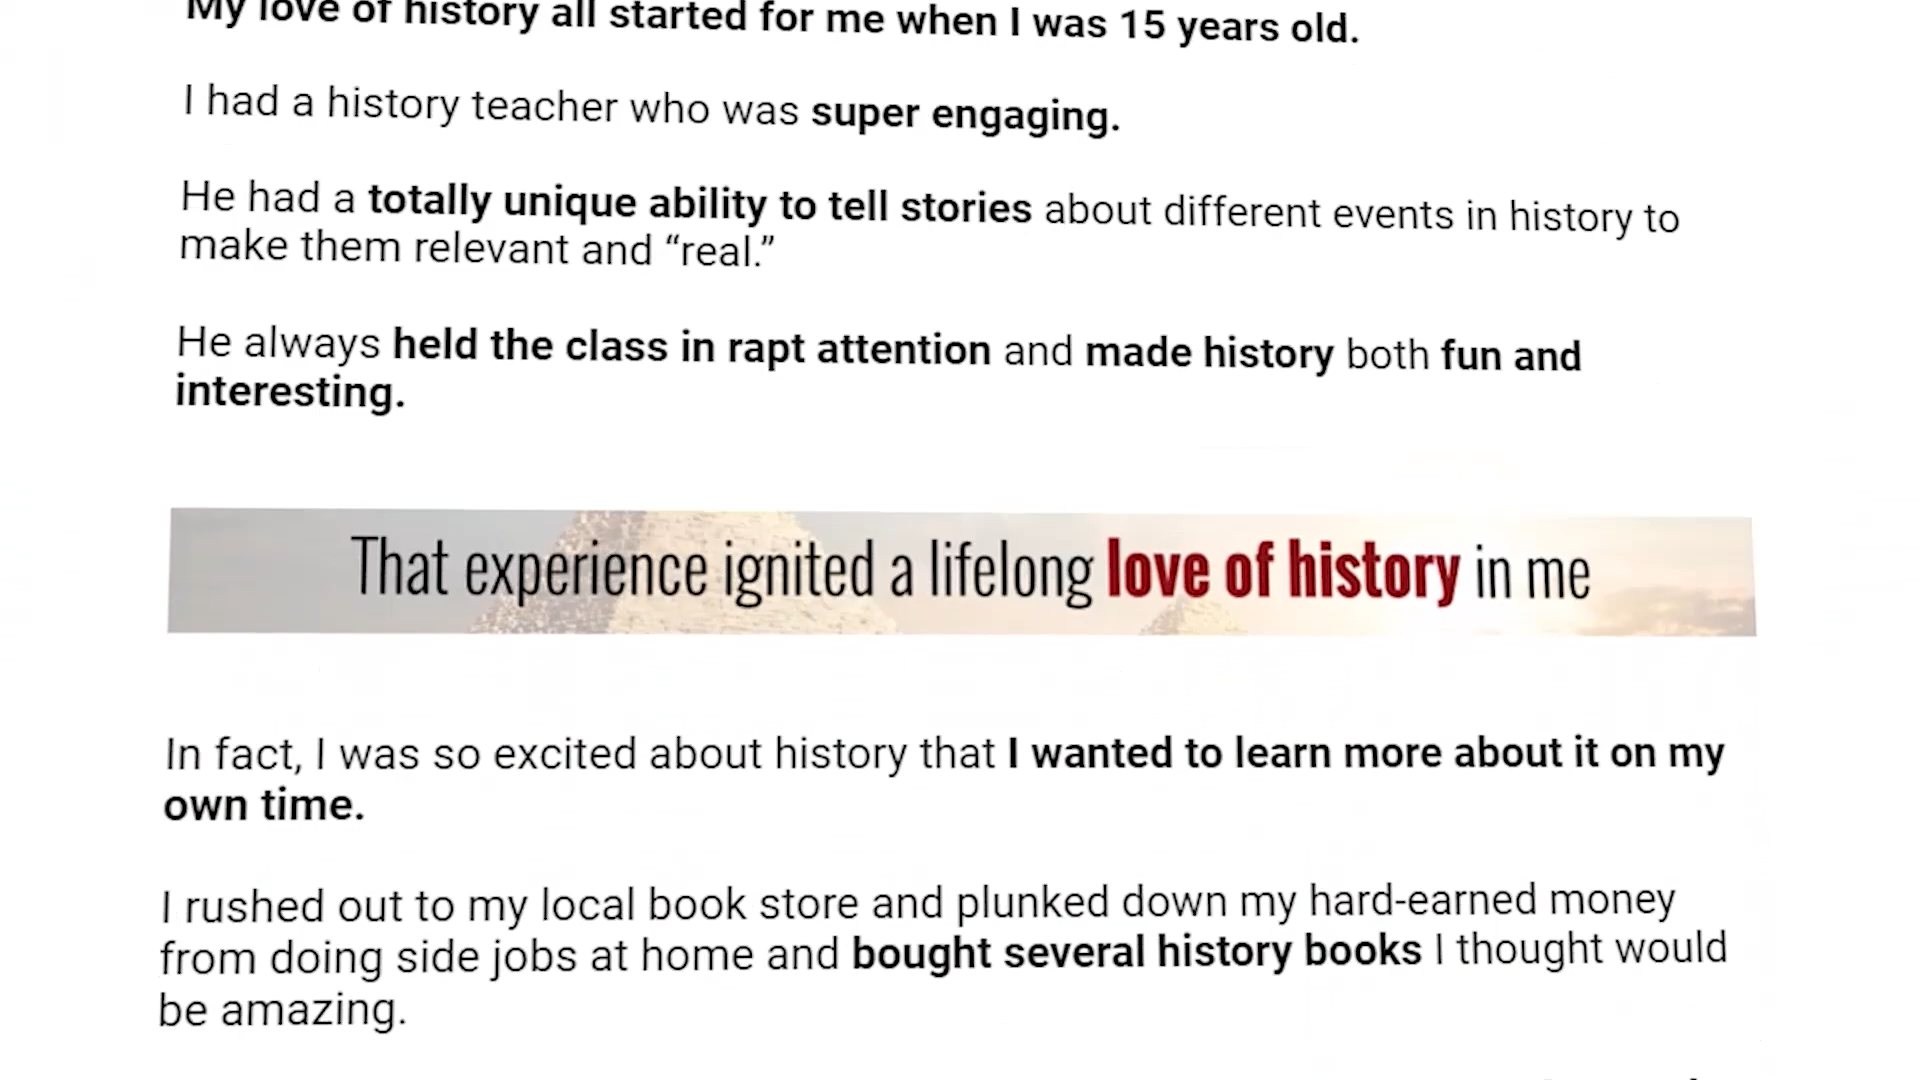 My love of history all started for me when I was 15 years old.
I had a history teacher who was super engaging.
He had a totally unique ability to tell stories about different events in history to
make them relevant and “real.”
He always held the class in rapt attention and made history both fun and
interesting.
That experience ignited a lifelong love of history in me
In fact, I was so excited about history that I wanted to learn more about it on my
own time.
I rushed out to my local book store and plunked down my hard-earned money
from doing side jobs at home and bought several history books I thought would
be amazing.